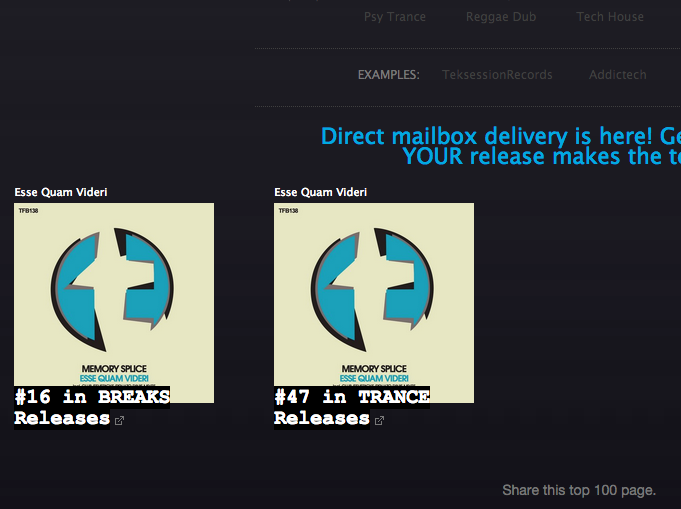 Psy Trance Reggae Dub Tech House
EXAMPLES: TeksessionRecords Addictech
Direct mailbox delivery is here! Ge
YOUR release makes the te
Esse Quam Videri Esse Quam Videri
TFB138 TFB138
MEMORY SPLICE MEMORY SPLICE
ESSE QUAM VIDERI ESSE QUAM VIDERI
#16 in BREAKS #47 in TRANCE
Releases Releases
Share this top 100 page.